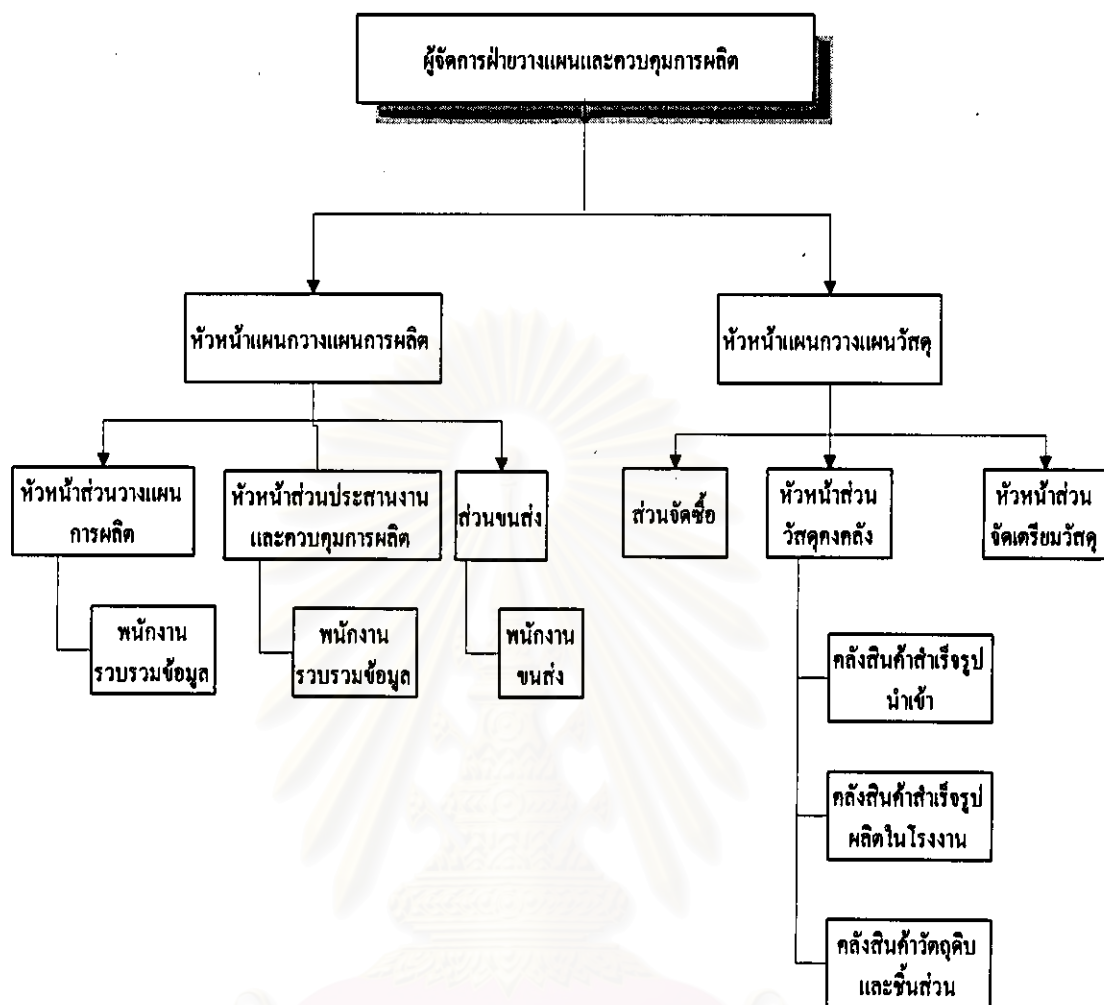 ผู้จัดการฝ่ายวางแผนและควบคุมการผลิต
หัวหน้าแผนกวางแผนการผลิต
หัวหน้าแผนกวางแผนวัสดุ
หัวหน้าส่วนวางแผน
การผลิต
หัวหน้าส่วนประสานงาน
และควบคุมการผลิต
ส่วนขนส่ง
ส่วนจัดซื้อ
หัวหน้าส่วน
วัสดุคงคลัง
หัวหน้าส่วน
จัดเตรียมวัสดุ
พนักงาน
รวบรวมข้อมูล
พนักงาน
รวบรวมข้อมูล
พนักงาน
ขนส่ง
คลังสินค้าสำเร็จรูป
นำเข้า
คลังสินค้าสำเร็จรูป
ผลิตในโรงงาน
คลังสินค้าวัตถุดิบ
และชิ้นส่วน